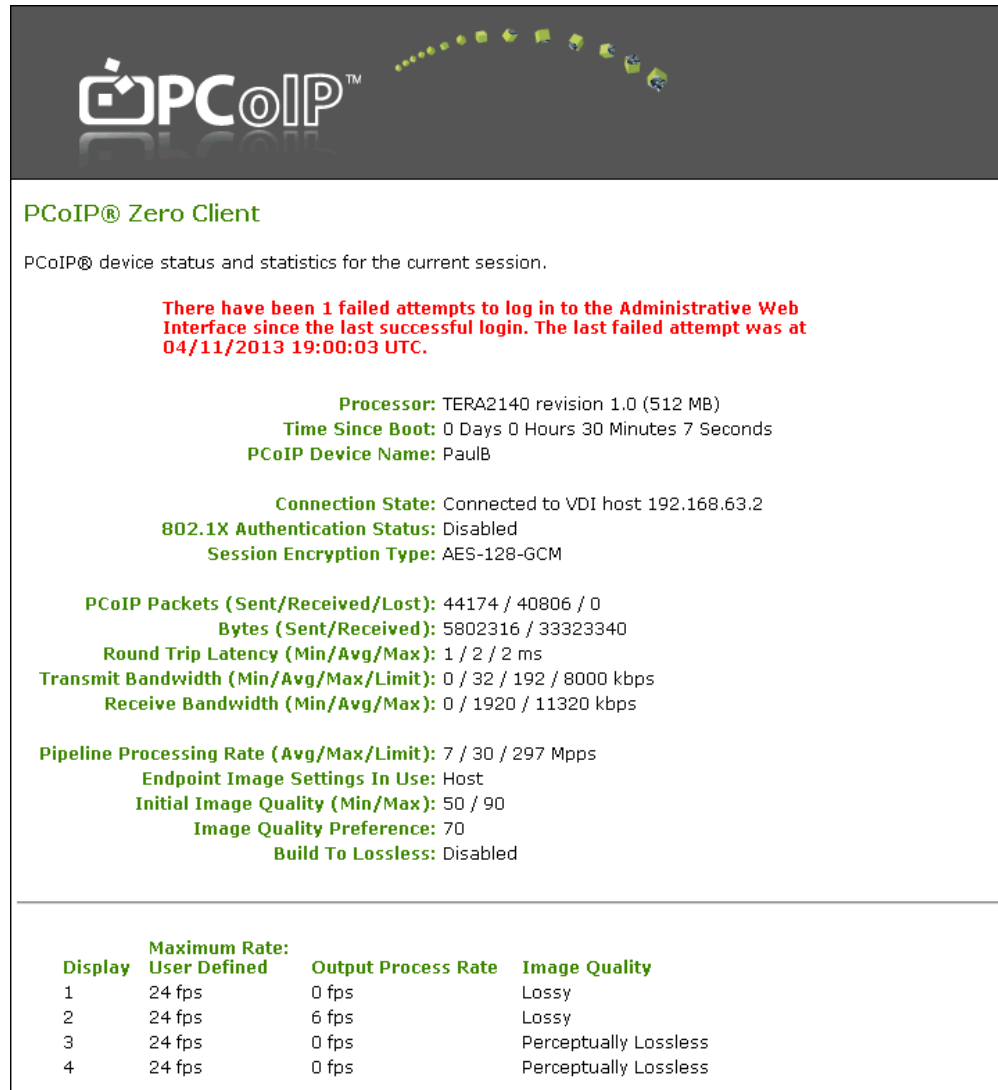 PCoIP™
PCoIP® Zero Client
PCoIP® device status and statistics for the current session.
There have been 1 failed attempts to log in to the Administrative Web
Interface since the last successful login. The last failed attempt was at
04/11/2013 19:00:03 UTC.
Processor: TERA2140 revision 1.0 (512 MB)
Time Since Boot: 0 Days 0 Hours 30 Minutes 7 Seconds
PCoIP Device Name: PaulB
Connection State: Connected to VDI host 192.168.63.2
802.1X Authentication Status: Disabled
Session Encryption Type: AES-128-GCM
PCoIP Packets (Sent/Received/Lost): 44174 / 40806 / 0
Bytes (Sent/Received): 5802316 / 33323340
Round Trip Latency (Min/Avg/Max): 1 / 2 / 2 ms
Transmit Bandwidth (Min/Avg/Max/Limit): 0 / 32 / 192 / 8000 kbps
Receive Bandwidth (Min/Avg/Max): 0 / 1920 / 11320 kbps
Pipeline Processing Rate (Avg/Max/Limit): 7 / 30 / 297 Mpps
Endpoint Image Settings In Use: Host
Initial Image Quality (Min/Max): 50 / 90
Image Quality Preference: 70
Build To Lossless: Disabled
Maximum Rate:
Display User Defined Output Process Rate Image Quality
1 24 fps 0 fps Lossy
2 24 fps 6 fps Lossy
3 24 fps 0 fps Perceptually Lossless
4 24 fps 0 fps Perceptually Lossless